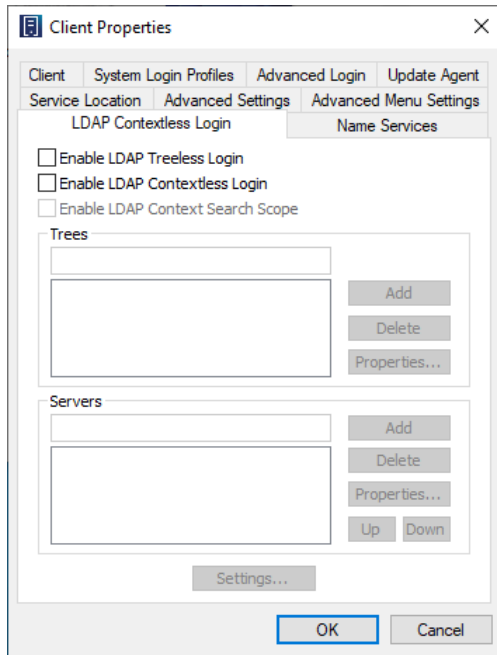 Client Properties
Client System Login Profiles Advanced Login Update Agent
Service Location Advanced Settings Advanced Menu Settings
LDAP Contextless Login Name Services
Enable LDAP Treeless Login
Enable LDAP Contextless Login
Enable LDAP Context Search Scope
Trees
Add
Delete
Properties...
Servers
Add
Delete
Properties...
Up Down
Settings...
OK Cancel